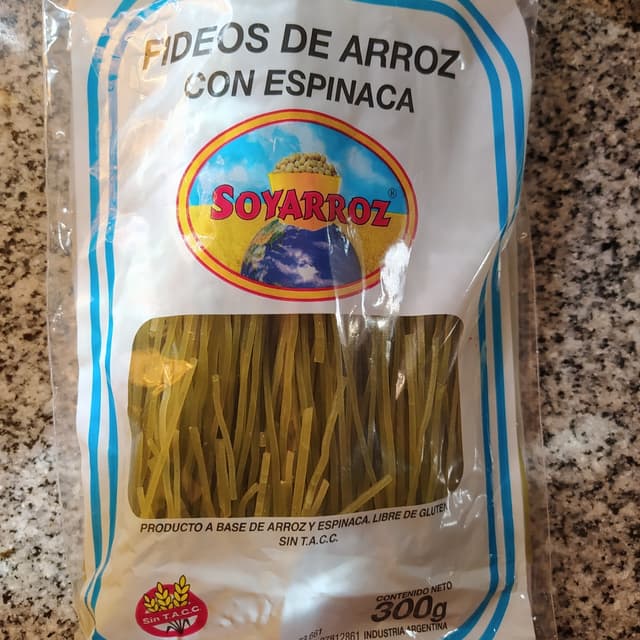 FIDEOS DE ARROZ
CON ESPINACA
SOYARROZ®
PRODUCTO A BASE DE ARROZ Y ESPINACA. LIBRE DE GLUTEN
SIN T.A.C.C.
Sin T.A.C.C.
CONTENIDO NETO
300g
INDUSTRIA ARGENTINA